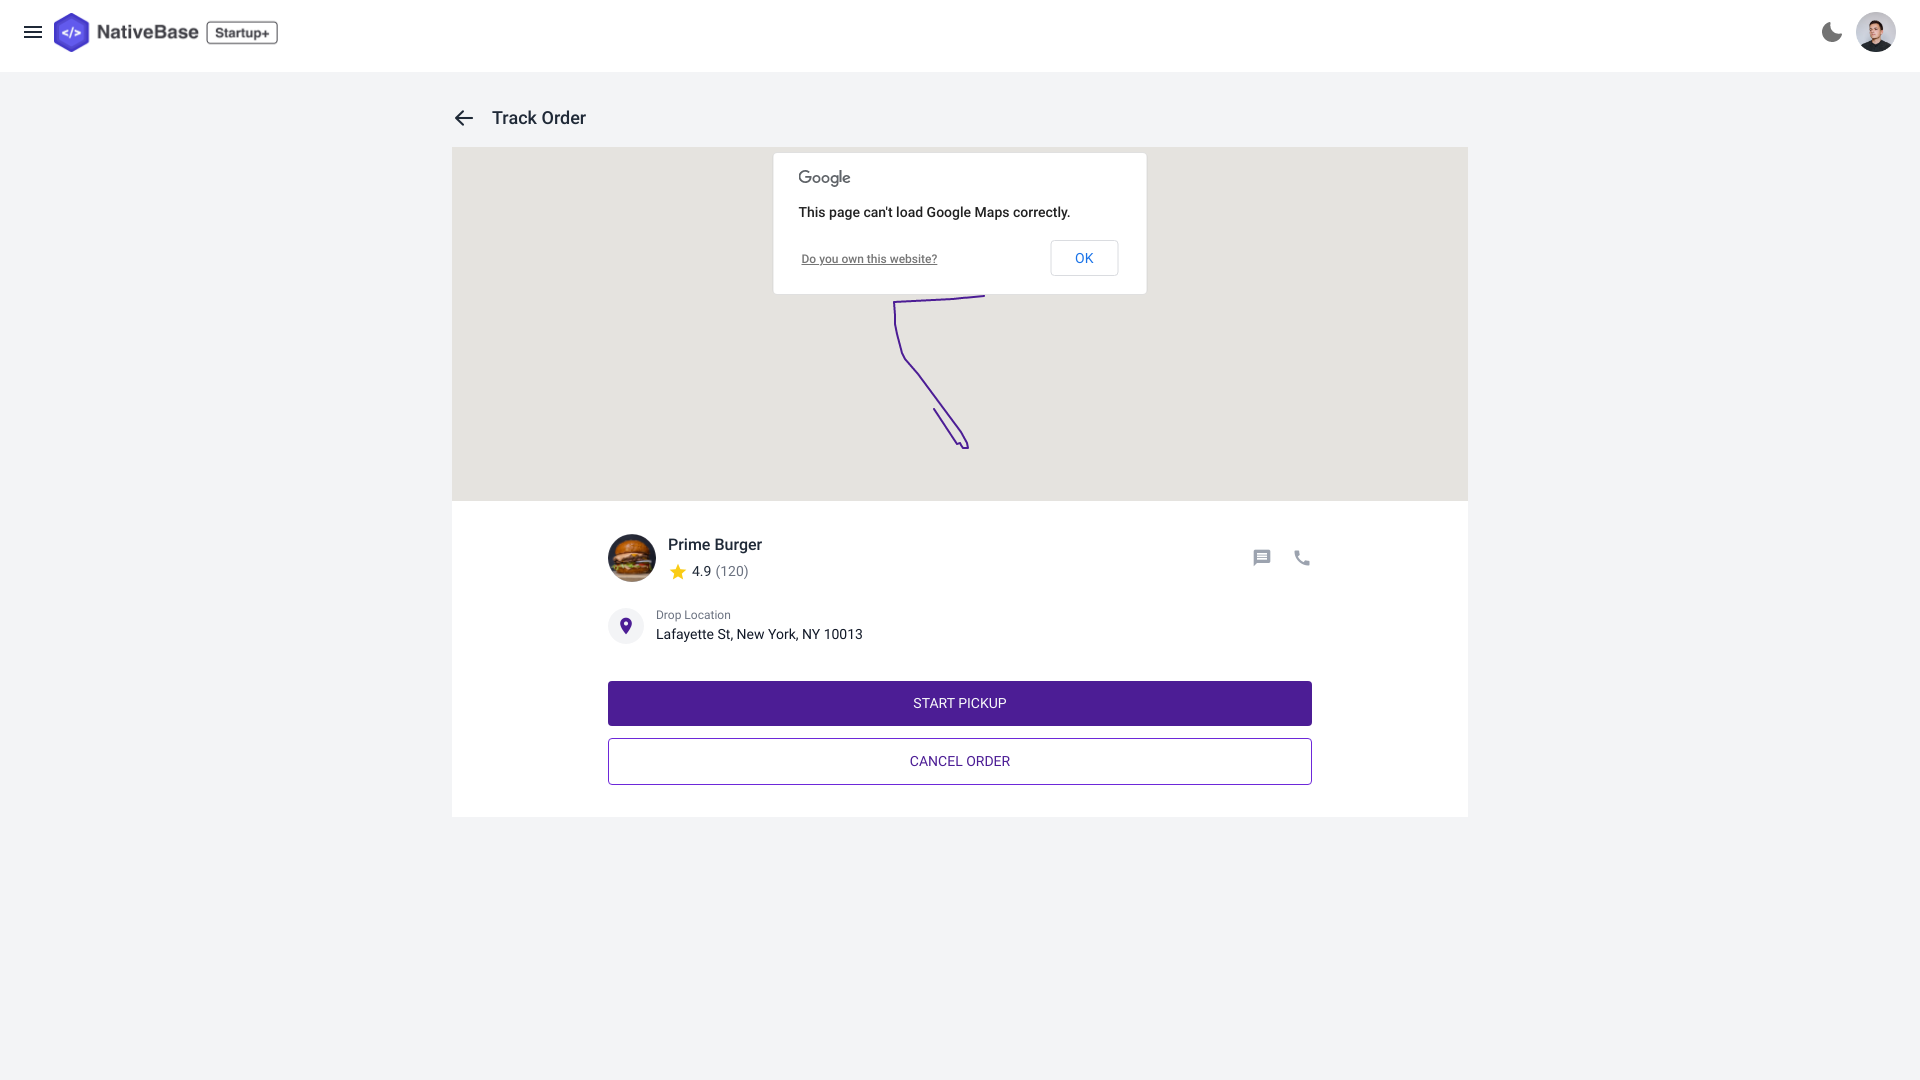 </> NativeBase Startup+
Track Order
Google
This page can't load Google Maps correctly.
Do you own this website? OK
Prime Burger
4.9 (120)
Drop Location
Lafayette St, New York, NY 10013
START PICKUP
CANCEL ORDER